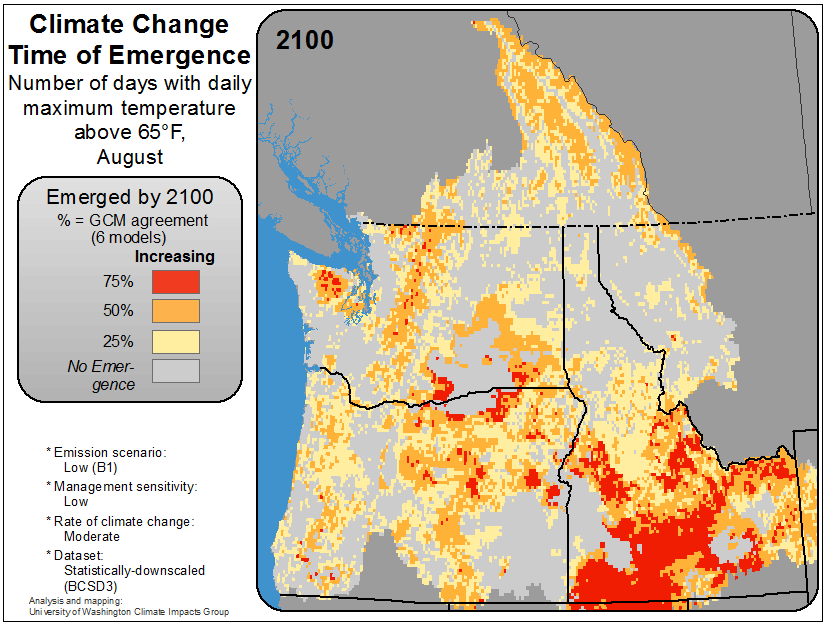 Climate Change
Time of Emergence
Number of days with daily
maximum temperature
above 65°F,
August
2100
Emerged by 2100
% = GCM agreement
(6 models)
Increasing
75%
50%
25%
No Emer-
gence
* Emission scenario:
Low (B1)
* Management sensitivity:
Low
* Rate of climate change:
Moderate
* Dataset:
Statistically-downscaled
(BCSD3)
Analysis and mapping:
University of Washington Climate Impacts Group